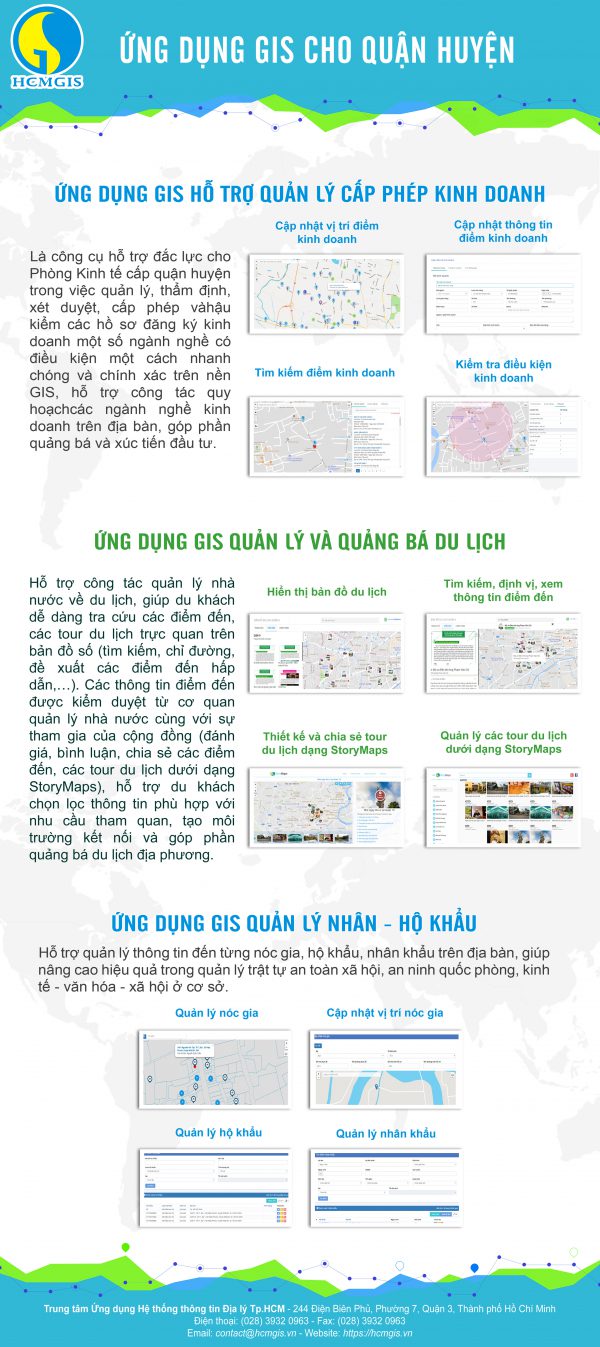 HCMGIS
ỨNG DỤNG GIS CHO QUẬN HUYỆN
ỨNG DỤNG GIS HỖ TRỢ QUẢN LÝ CẤP PHÉP KINH DOANH
Là công cụ hỗ trợ đắc lực cho
Phòng Kinh tế cấp quận huyện
trong việc quản lý, thẩm định,
xét duyệt, cấp phép vàhậu
kiểm các hồ sơ đăng ký kinh
doanh một số ngành nghề có
điều kiện một cách nhanh
chóng và chính xác trên nền
GIS, hỗ trợ công tác quy
hoạchcác ngành nghề kinh
doanh trên địa bàn, góp phần
quảng bá và xúc tiến đầu tư.
Cập nhật vị trí điểm
kinh doanh
Cập nhật thông tin
điểm kinh doanh
Tìm kiếm điểm kinh doanh
Kiểm tra điều kiện
kinh doanh
ỨNG DỤNG GIS QUẢN LÝ VÀ QUẢNG BÁ DU LỊCH
Hỗ trợ công tác quản lý nhà
nước về du lịch, giúp du khách
dễ dàng tra cứu các điểm đến,
các tour du lịch trực quan trên
bản đồ số (tìm kiếm, chỉ đường,
đề xuất các điểm đến hấp
dẫn,…). Các thông tin điểm đến
được kiểm duyệt từ cơ quan
quản lý nhà nước cùng với sự
tham gia của cộng đồng (đánh
giá, bình luận, chia sẻ các điểm
đến, các tour du lịch dưới dạng
StoryMaps), hỗ trợ du khách
chọn lọc thông tin phù hợp với
nhu cầu tham quan, tạo môi
trường kết nối và góp phần
quảng bá du lịch địa phương.
Hiển thị bản đồ du lịch
Tìm kiếm, định vị, xem
thông tin điểm đến
Thiết kế và chia sẻ tour
du lịch dạng StoryMaps
Quản lý các tour du lịch
dưới dạng StoryMaps
ỨNG DỤNG GIS QUẢN LÝ NHÂN - HỘ KHẨU
Hỗ trợ quản lý thông tin đến từng nóc gia, hộ khẩu, nhân khẩu trên địa bàn, giúp
nâng cao hiệu quả trong quản lý trật tự an toàn xã hội, an ninh quốc phòng, kinh
tế - văn hóa - xã hội ở cơ sở.
Quản lý nóc gia
Cập nhật vị trí nóc gia
Quản lý hộ khẩu
Quản lý nhân khẩu
Trung tâm Ứng dụng Hệ thống thông tin Địa lý Tp.HCM - 244 Điện Biên Phủ, Phường 7, Quận 3, Thành phố Hồ Chí Minh
Điện thoại: (028) 3932 0963 - Fax: (028) 3932 0963
Email: contact@hcmgis.vn - Website: https://hcmgis.vn